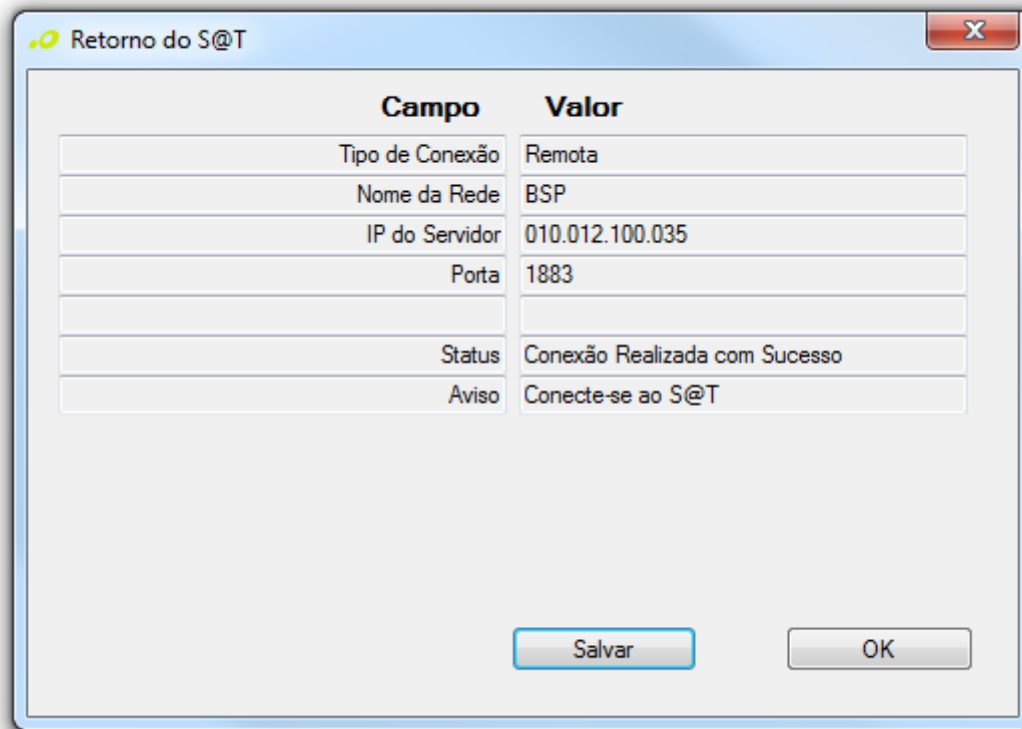 Retorno do S@T
Campo Valor
Tipo de Conexão Remota
Nome da Rede BSP
IP do Servidor 010.012.100.035
Porta 1883
Status Conexão Realizada com Sucesso
Aviso Conecte-se ao S@T
Salvar OK